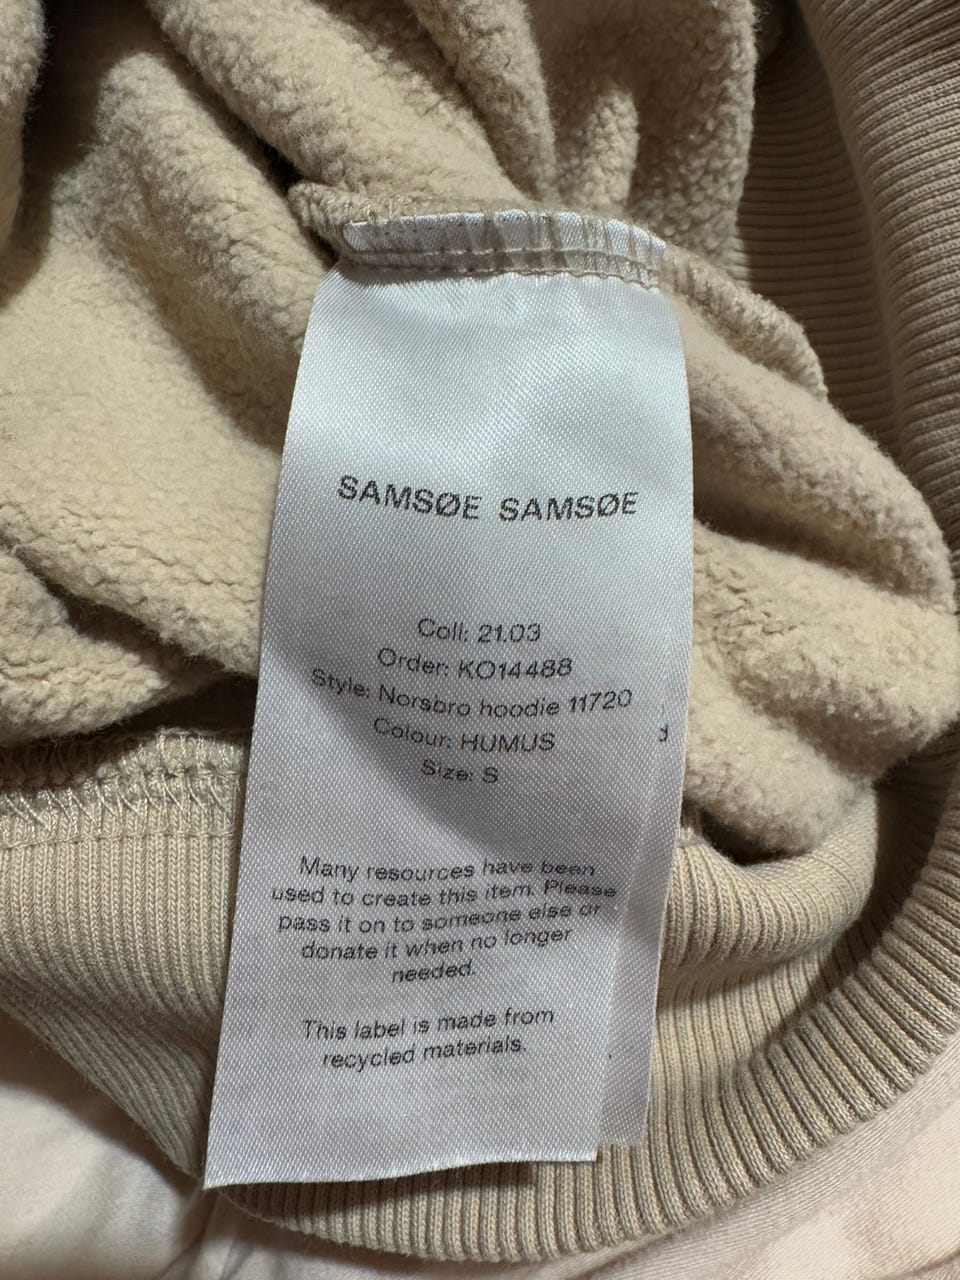 SAMSØE SAMSØE
Coll: 21.03
Order: KO14488
Style: Norsbro hoodie 11720
Colour: HUMUS
Size: S
Many resources have been
used to create this item. Please
pass it on to someone else or
donate it when no longer
needed.
This label is made from
recycled materials.